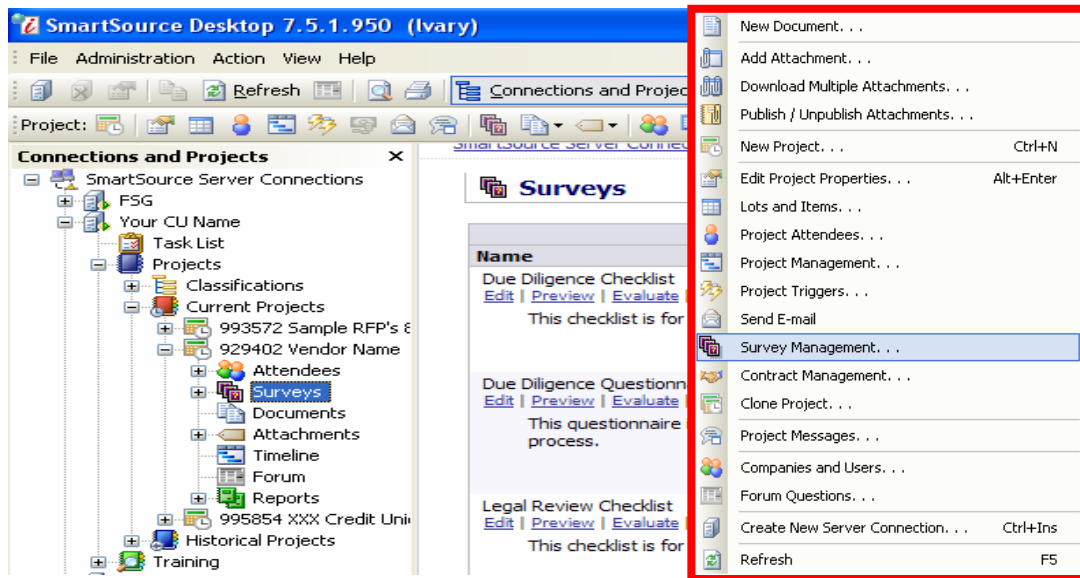 SmartSource Desktop 7.5.1.950 (Ivary)
File Administration Action View Help
Refresh Connections and Projec
Project:
Connections and Projects
SmartSource Server Connections
FSG
Your CU Name
Task List
Projects
Classifications
Current Projects
993572 Sample RFP's &
929402 Vendor Name
Attendees
Surveys
Documents
Attachments
Timeline
Forum
Reports
995854 XXX Credit Uni
Historical Projects
Training
SmartSource Server Connec
Surveys
Name
Due Diligence Checklist
Edit | Preview | Evaluate |
This checklist is for
Due Diligence Questionn
Edit | Preview | Evaluate |
This questionnaire
process.
Legal Review Checklist
Edit | Preview | Evaluate |
This checklist is for
New Document. . .
Add Attachment. . .
Download Multiple Attachments. . .
Publish / Unpublish Attachments. . .
New Project. . . Ctrl+N
Edit Project Properties. . . Alt+Enter
Lots and Items. . .
Project Attendees. . .
Project Management. . .
Project Triggers. . .
Send E-mail
Survey Management. . .
Contract Management. . .
Clone Project. . .
Project Messages. . .
Companies and Users. . .
Forum Questions. . .
Create New Server Connection. . . Ctrl+Ins
Refresh F5